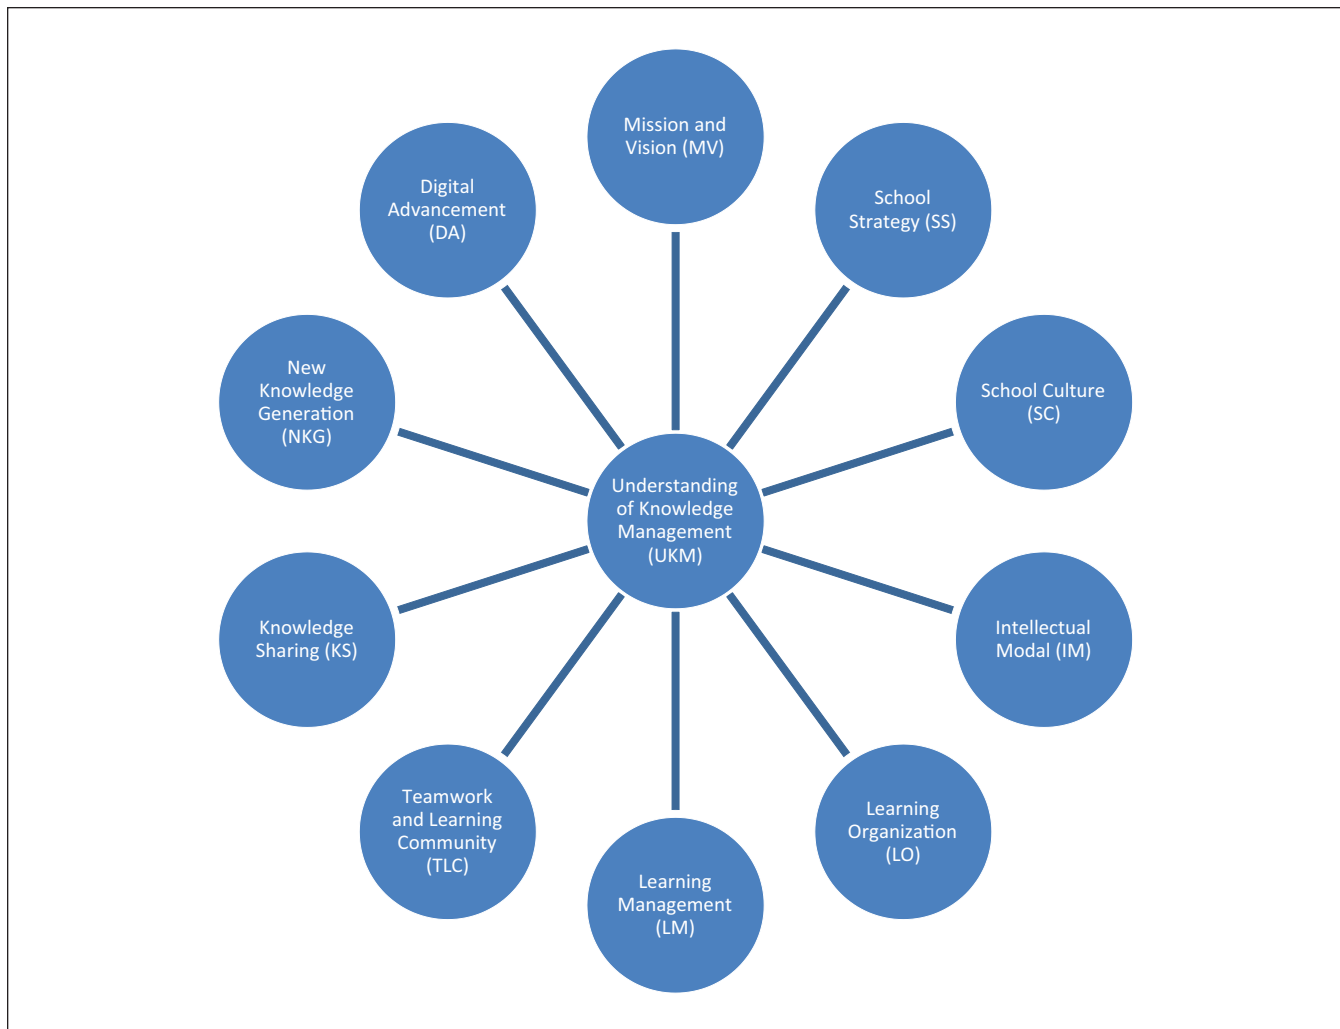 Mission and
Vision (MV)
School
Strategy (SS)
School Culture
(SC)
Intellectual
Modal (IM)
Learning
Organization
(LO)
Learning
Management
(LM)
Teamwork
and Learning
Community
(TLC)
Knowledge
Sharing (KS)
New
Knowledge
Generation
(NKG)
Digital
Advancement
(DA)
Understanding
of Knowledge
Management
(UKM)